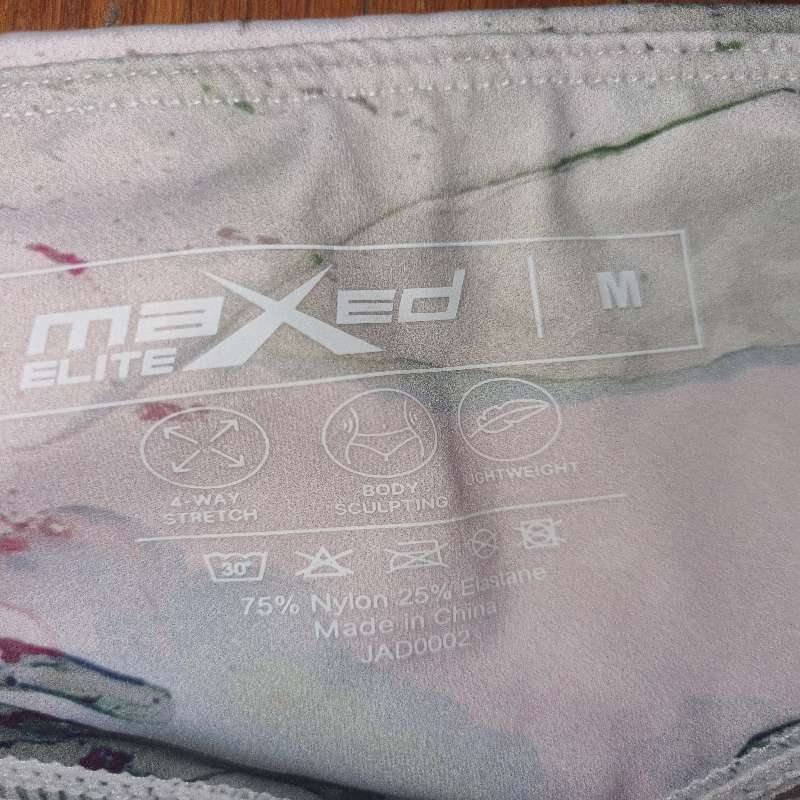 maXed | M
ELITE
4-WAY
STRETCH
BODY
SCULPTING
LIGHTWEIGHT
30°
75% Nylon 25% Elastane
Made in China
JAD0002